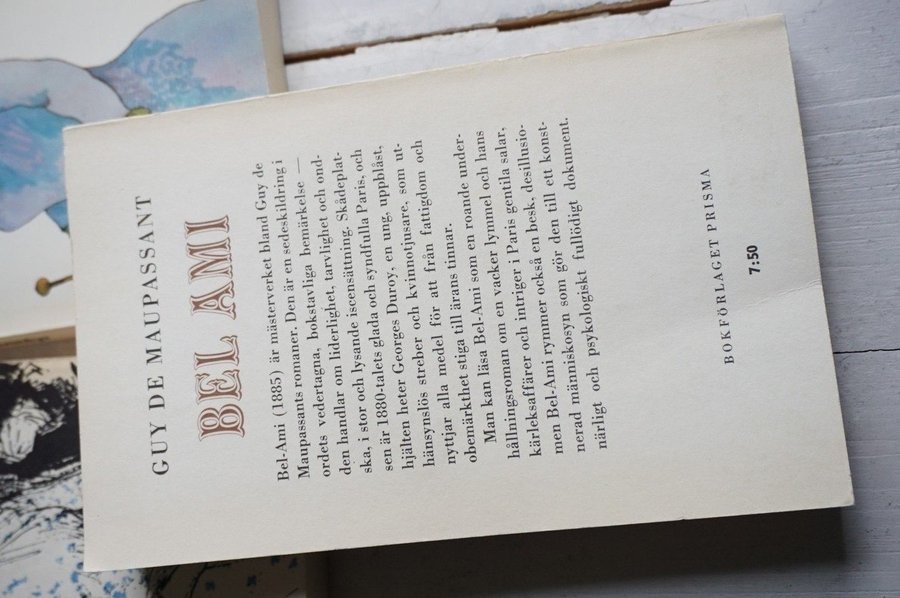 GUY DE MAUPASSANT
BEL AMI
Bel-Ami (1885) är mästerverket bland Guy de
Maupassants romaner. Den är en sedeskildring i
ordets vedertagna, bokstavliga bemärkelse —
den handlar om liderlighet, tarvlighet och ond-
ska, i stor och lysande iscensättning. Skådeplat-
sen är 1880-talets glada och syndfulla Paris, och
hjälten heter Georges Duroy, en ung, uppblåst,
hänsynslös streber och kvinnotjusare, som ut-
nyttjar alla medel för att från fattigdom och
obemärkthet stiga till ärans tinnar.
Man kan läsa Bel-Ami som en roande under-
hållningsroman om en vacker lymmel och hans
kärleksaffärer och intriger i Paris gentila salar,
men Bel-Ami rymmer också en besk, desillusio-
nerad människosyn som gör den till ett konst-
närligt och psykologiskt fullödigt dokument.
BOKFÖRLAGET PRISMA
7:50